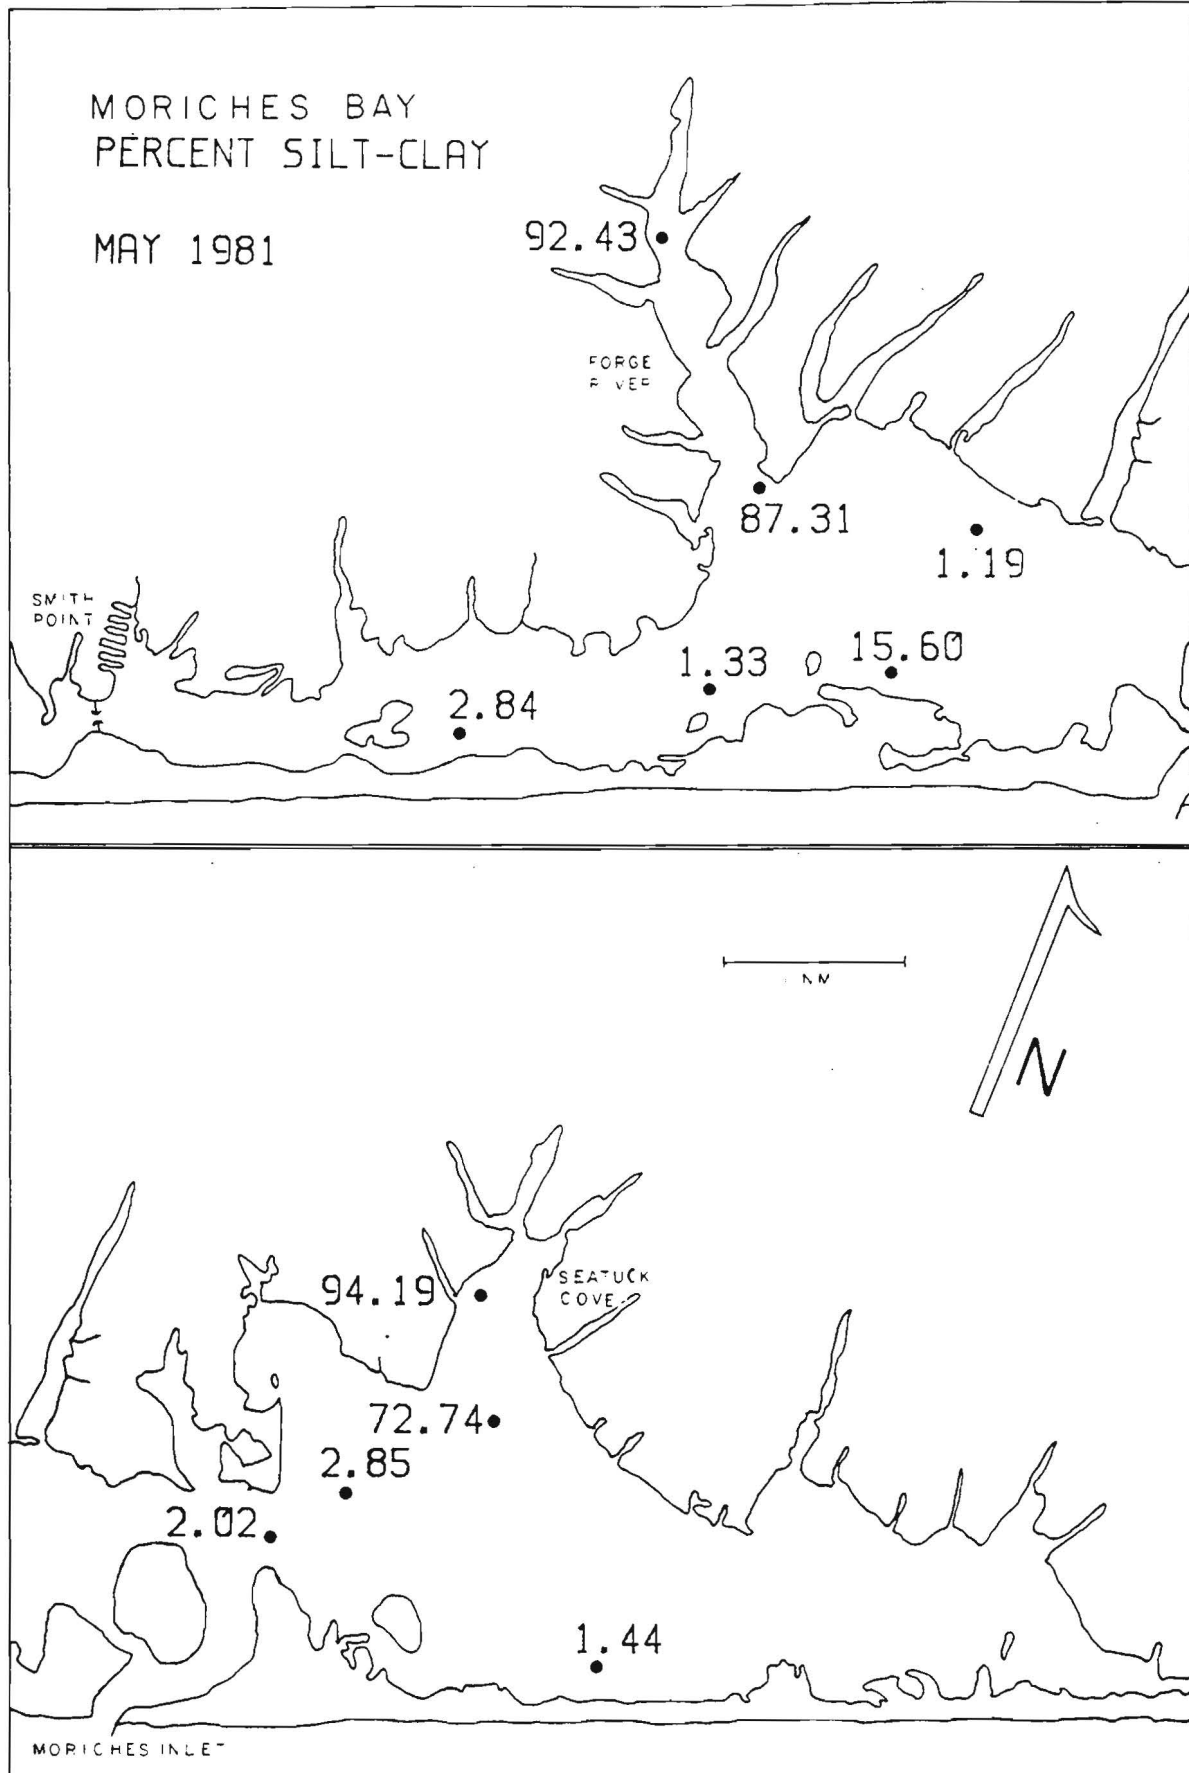 MORICHES BAY
PERCENT SILT-CLAY
MAY 1981
92.43
FORGE
87.31
1.19
SMITH
POINT
1.33
15.60
2.84
NM
N
94.19
SEATUCK
COVE
72.74
2.85
2.02
1.44
MORICHES INLET